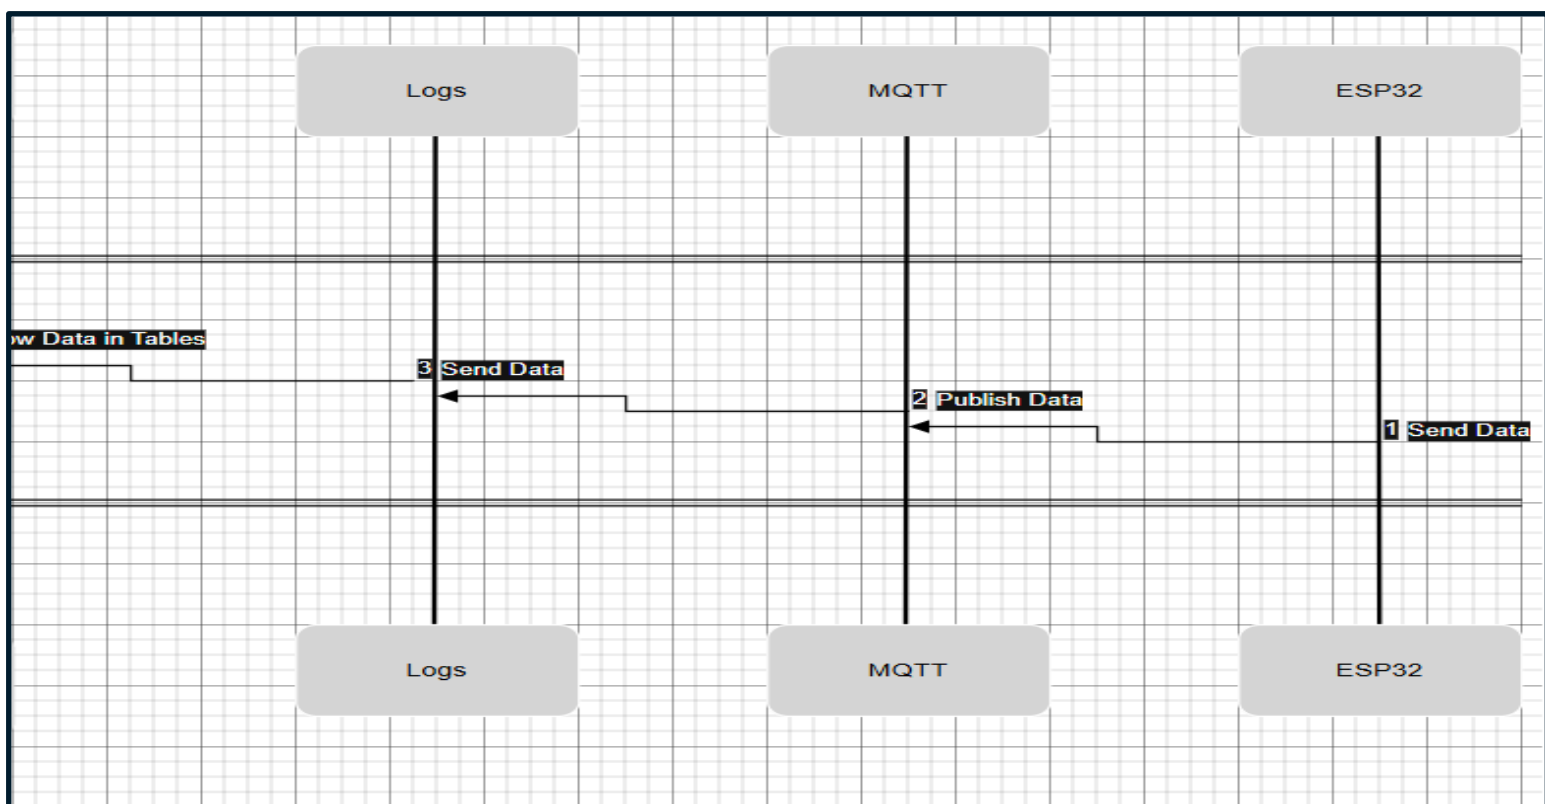 Logs
MQTT
ESP32
Data in Tables
3 Send Data
2 Publish Data
1 Send Data
Logs
MQTT
ESP32